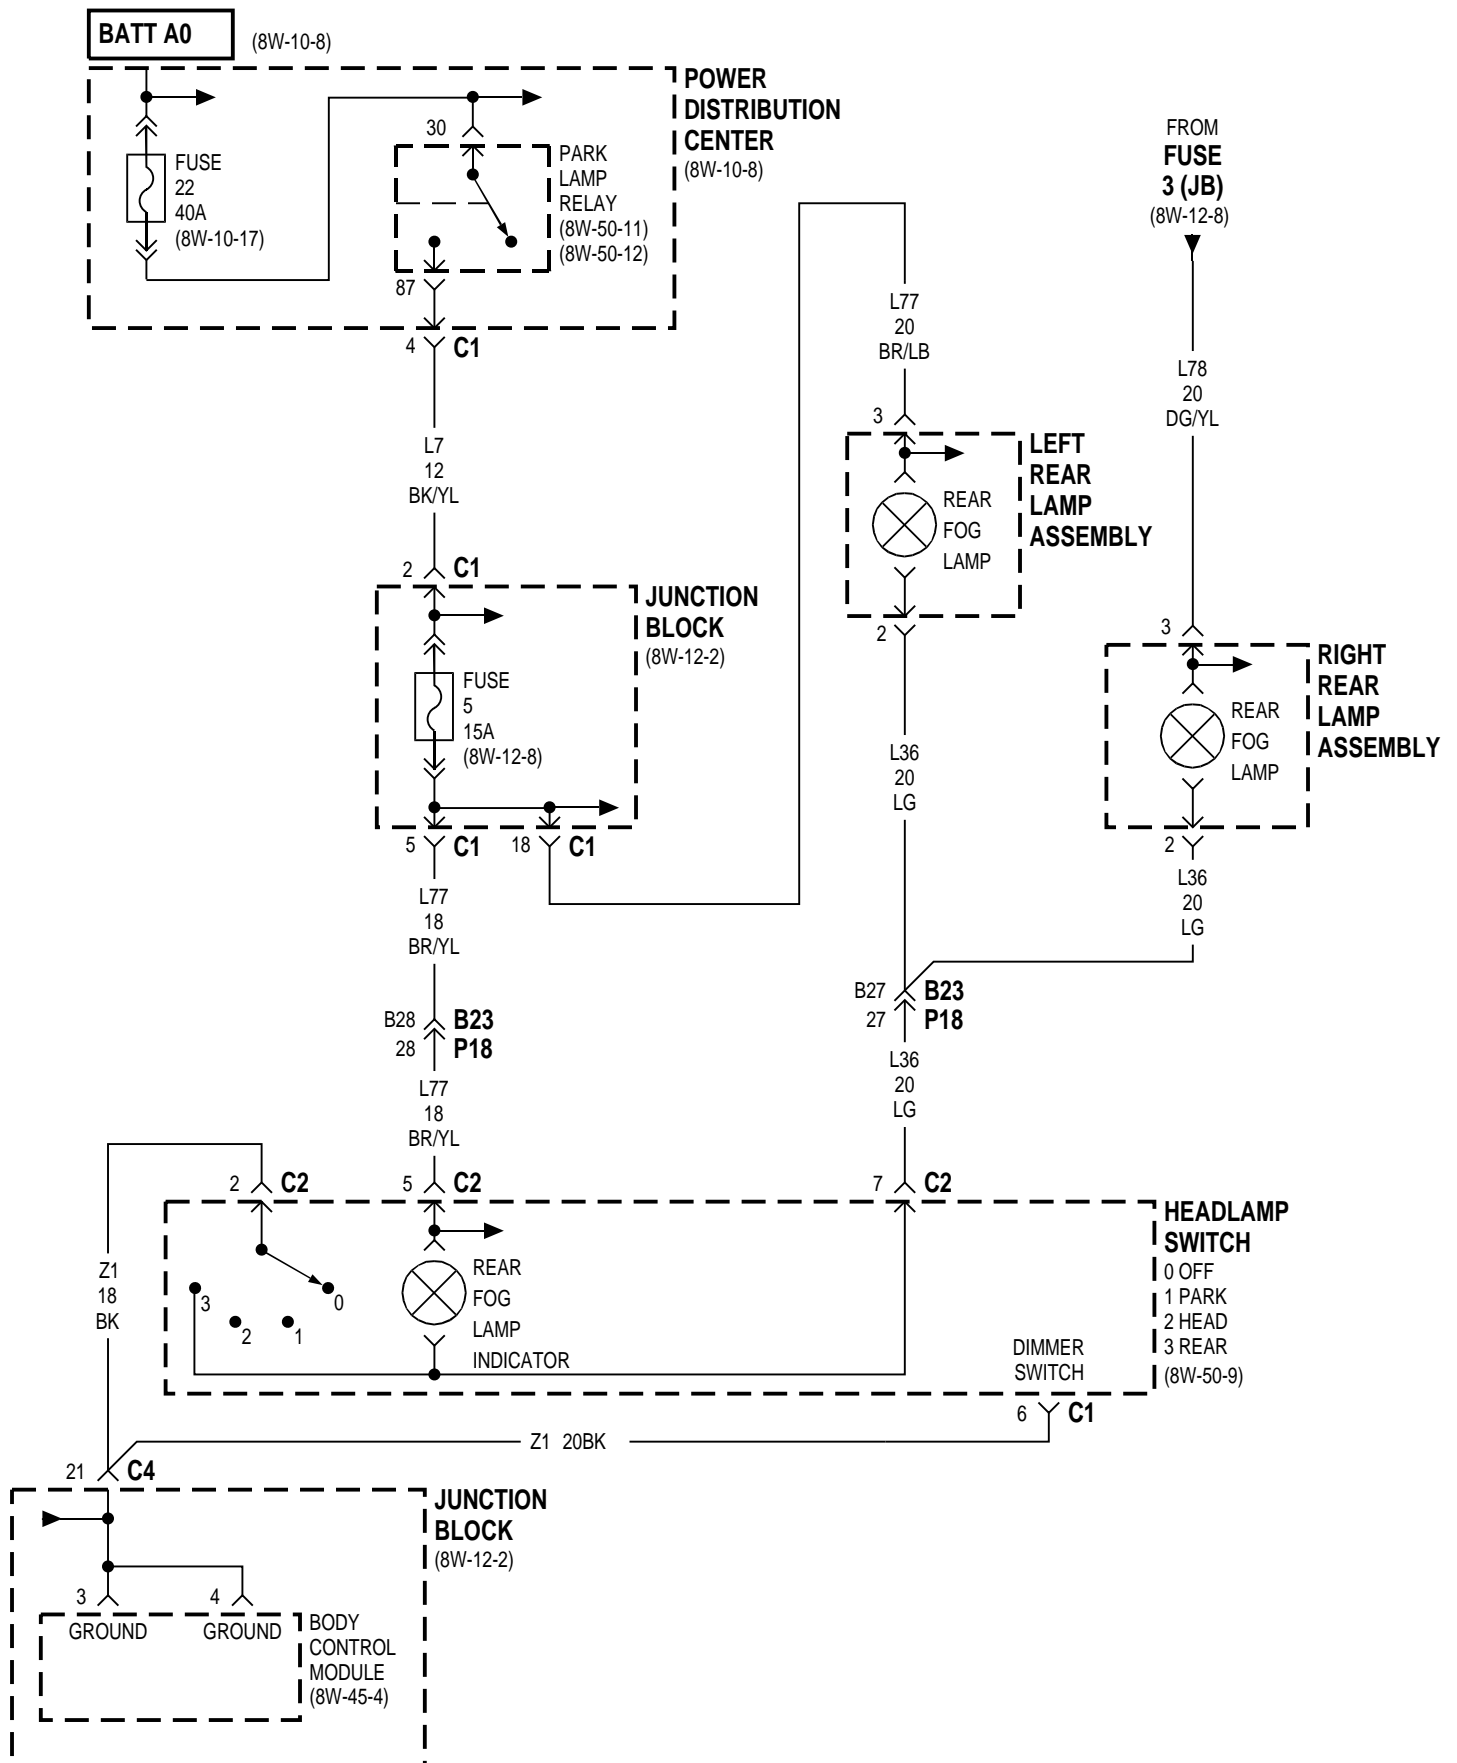 BATT A0
(8W-10-8)
POWER
DISTRIBUTION
CENTER
(8W-10-8)
FUSE
22
40A
(8W-10-17)
30
PARK
LAMP
RELAY
(8W-50-11)
(8W-50-12)
87
4 C1
FROM
FUSE
3 (JB)
(8W-12-8)
L77
20
BR/LB
L78
20
DG/YL
L7
12
BK/YL
3
LEFT
REAR
LAMP
ASSEMBLY
REAR
FOG
LAMP
2
2 C1
JUNCTION
BLOCK
(8W-12-2)
FUSE
5
15A
(8W-12-8)
5 C1
18 C1
3
RIGHT
REAR
LAMP
ASSEMBLY
REAR
FOG
LAMP
2
L36
20
LG
L36
20
LG
L77
18
BR/YL
B28 B23
28 P18
B27 B23
27 P18
L77
18
BR/YL
L36
20
LG
2 C2
5 C2
7 C2
HEADLAMP
SWITCH
0 OFF
1 PARK
2 HEAD
3 REAR
(8W-50-9)
Z1
18
BK
3
2
1
0
REAR
FOG
LAMP
INDICATOR
DIMMER
SWITCH
6 C1
Z1 20BK
21 C4
JUNCTION
BLOCK
(8W-12-2)
3
4
GROUND
GROUND
BODY
CONTROL
MODULE
(8W-45-4)